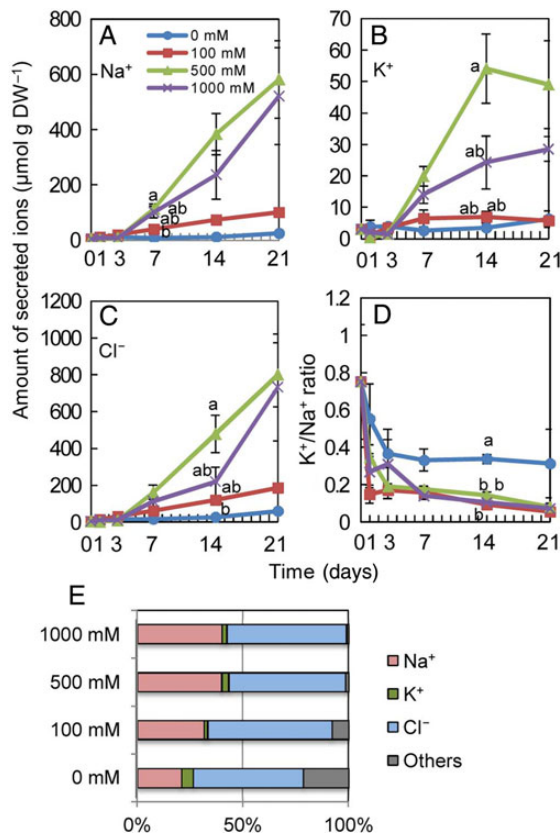 A
Na⁺
0 mM
100 mM
500 mM
1000 mM
800
600
400
200
0
a
ab
ab
b
01 3 7 14 21
B
K⁺
70
60
50
40
30
20
10
0
a
ab
ab ab
01 3 7 14 21
C
Cl⁻
1200
1000
800
600
400
200
0
a
ab
ab
b
01 3 7 14 21
D
1.2
1
0.8
0.6
0.4
0.2
0
a
b b
b
01 3 7 14 21
Amount of secreted ions (µmol g DW−1)
K⁺/Na⁺ ratio
Time (days)
E
1000 mM
500 mM
100 mM
0 mM
0% 50% 100%
Na⁺
K⁺
Cl⁻
Others